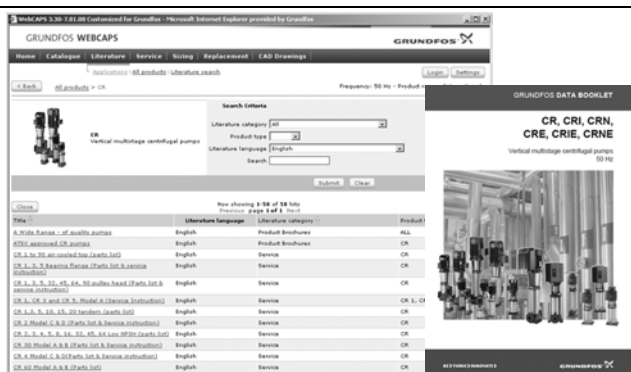 WebCAPS 3.30-7.01.08 Customized for Grundfos - Microsoft Internet Explorer provided by Grundfos
GRUNDFOS WEBCAPS
GRUNDFOS
Home | Catalogue | Literature | Service | Sizing | Replacement | CAD Drawings
Applications · All products · Literature search
Login Settings
< Back All products > CR
Frequency: 50 Hz - Product
CR
Vertical multistage centrifugal pumps
Search Criteria
Literature category All
Product type
Literature language English
Search
Submit Clear
Close
Now showing 1-58 of 58 hits
Previous page 1 of 1 Next
Title Literature language Literature category Product
A Wide Range - of quality pumps English Product Brochures ALL
ATEX approved CR pumps English Product Brochures CR
CR 1 to 90 air-cooled top (parts list) English Service CR
CR 1, 3, 5 Bearing flange (Parts list & service instruction) English Service CR
CR 1, 3, 5, 32, 45, 64, 90 pulley head (Parts list & service instruction) English Service CR
CR 1, CR 3 and CR 5, Model A (Service Instruction) English Service CR 1, CR
CR 1,3, 5, 10, 15, 20 tandem (parts list) English Service CR
CR 2 Model C & D (Parts list & Service instruction) English Service CR
CR 2, 3, 4, 5, 8, 16, 32, 45, 64 Low NPSH (parts list) English Service CR
CR 30 Model A & B (Parts list & Service instruction) English Service CR
CR 4 Model C & D(Parts list & Service instruction) English Service CR
CR 60 Model A & B (Parts list) English Service CR
GRUNDFOS DATA BOOKLET
CR, CRI, CRN,
CRE, CRIE, CRNE
Vertical multistage centrifugal pumps
50 Hz
BE > THINK > INNOVATE >
GRUNDFOS